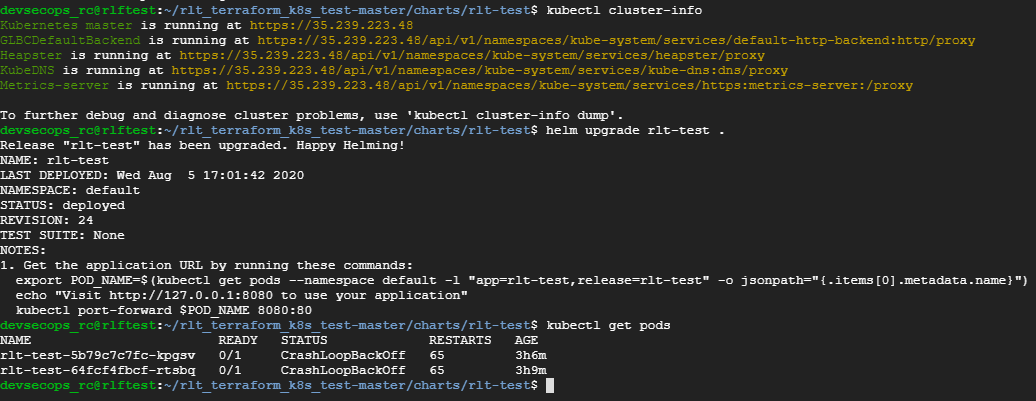 devsecops_rc@rlftest:~/rlt_terraform_k8s_test-master/charts/rlt-test$ kubectl cluster-info
Kubernetes master is running at https://35.239.223.48
GLBCDefaultBackend is running at https://35.239.223.48/api/v1/namespaces/kube-system/services/default-http-backend:http/proxy
Heapster is running at https://35.239.223.48/api/v1/namespaces/kube-system/services/heapster/proxy
KubeDNS is running at https://35.239.223.48/api/v1/namespaces/kube-system/services/kube-dns:dns/proxy
Metrics-server is running at https://35.239.223.48/api/v1/namespaces/kube-system/services/https:metrics-server:/proxy

To further debug and diagnose cluster problems, use 'kubectl cluster-info dump'.
devsecops_rc@rlftest:~/rlt_terraform_k8s_test-master/charts/rlt-test$ helm upgrade rlt-test .
Release "rlt-test" has been upgraded. Happy Helming!
NAME: rlt-test
LAST DEPLOYED: Wed Aug  5 17:01:42 2020
NAMESPACE: default
STATUS: deployed
REVISION: 24
TEST SUITE: None
NOTES:
1. Get the application URL by running these commands:
  export POD_NAME=$(kubectl get pods --namespace default -l "app=rlt-test,release=rlt-test" -o jsonpath="{.items[0].metadata.name}")
  echo "Visit http://127.0.0.1:8080 to use your application"
  kubectl port-forward $POD_NAME 8080:80
devsecops_rc@rlftest:~/rlt_terraform_k8s_test-master/charts/rlt-test$ kubectl get pods
NAME                        READY   STATUS             RESTARTS   AGE
rlt-test-5b79c7c7fc-kpgsv   0/1     CrashLoopBackOff   65         3h6m
rlt-test-64fcf4fbcf-rtsbq   0/1     CrashLoopBackOff   65         3h9m
devsecops_rc@rlftest:~/rlt_terraform_k8s_test-master/charts/rlt-test$